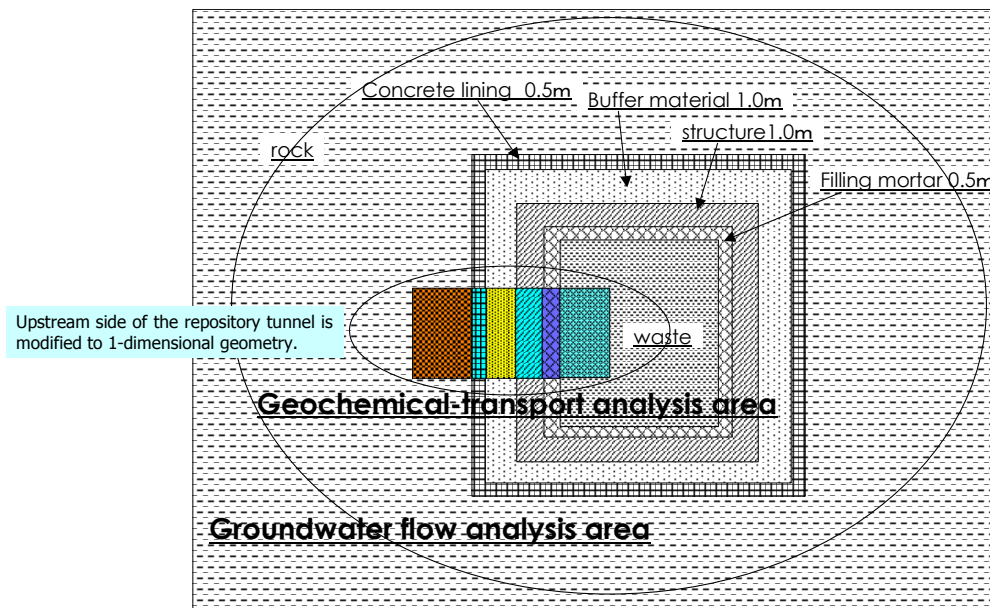 Concrete lining 0.5m
Buffer material 1.0m
structure1.0m
rock
Filling mortar 0.5m
Upstream side of the repository tunnel is
modified to 1-dimensional geometry.
waste
Geochemical-transport analysis area
Groundwater flow analysis area